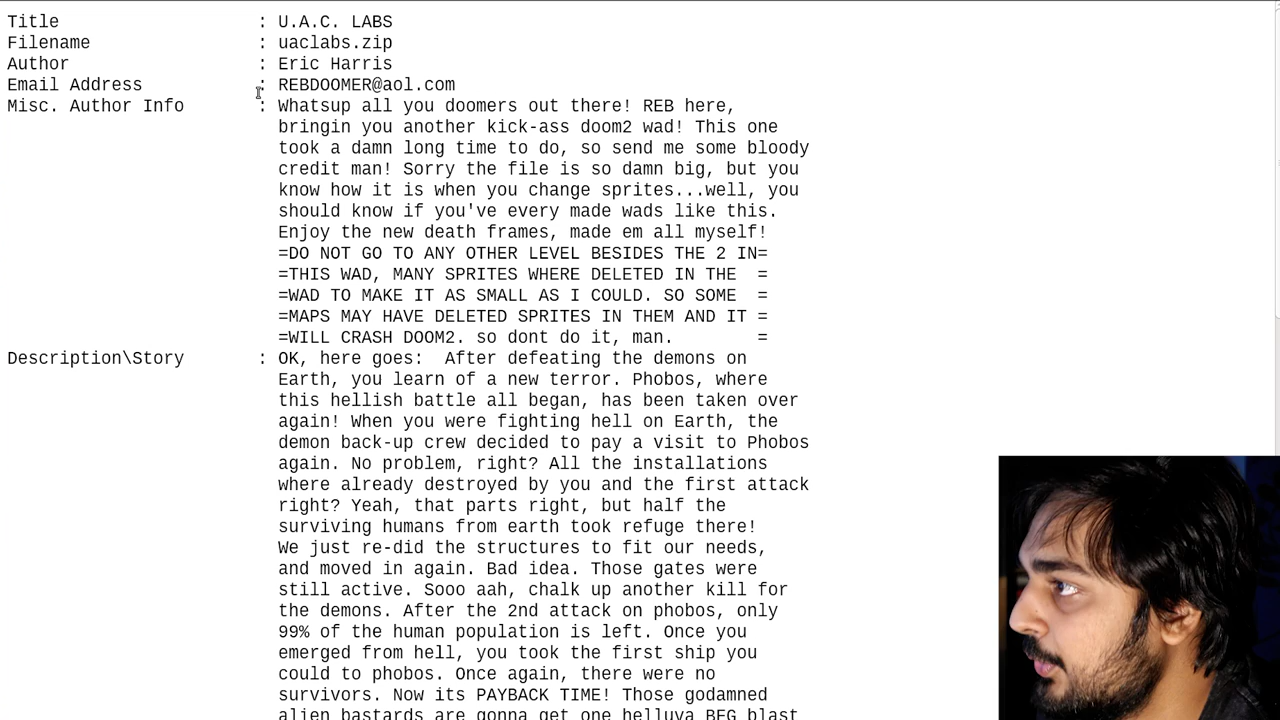 Title : U.A.C. LABS
Filename : uaclabs.zip
Author : Eric Harris
Email Address : REBDOOMER@aol.com
Misc. Author Info : Whatsup all you doomers out there! REB here,
bringin you another kick-ass doom2 wad! This one
took a damn long time to do, so send me some bloody
credit man! Sorry the file is so damn big, but you
know how it is when you change sprites...well, you
should know if you've every made wads like this.
Enjoy the new death frames, made em all myself!
=DO NOT GO TO ANY OTHER LEVEL BESIDES THE 2 IN=
=THIS WAD, MANY SPRITES WHERE DELETED IN THE =
=WAD TO MAKE IT AS SMALL AS I COULD. SO SOME =
=MAPS MAY HAVE DELETED SPRITES IN THEM AND IT =
=WILL CRASH DOOM2. so dont do it, man. =
Description\Story : OK, here goes: After defeating the demons on
Earth, you learn of a new terror. Phobos, where
this hellish battle all began, has been taken over
again! When you were fighting hell on Earth, the
demon back-up crew decided to pay a visit to Phobos
again. No problem, right? All the installations
where already destroyed by you and the first attack
right? Yeah, that parts right, but half the
surviving humans from earth took refuge there!
We just re-did the structures to fit our needs,
and moved in again. Bad idea. Those gates were
still active. Sooo aah, chalk up another kill for
the demons. After the 2nd attack on phobos, only
99% of the human population is left. Once you
emerged from hell, you took the first ship you
could to phobos. Once again, there were no
survivors. Now its PAYBACK TIME! Those godamned
alien bastards are gonna get one helluva BFG blast